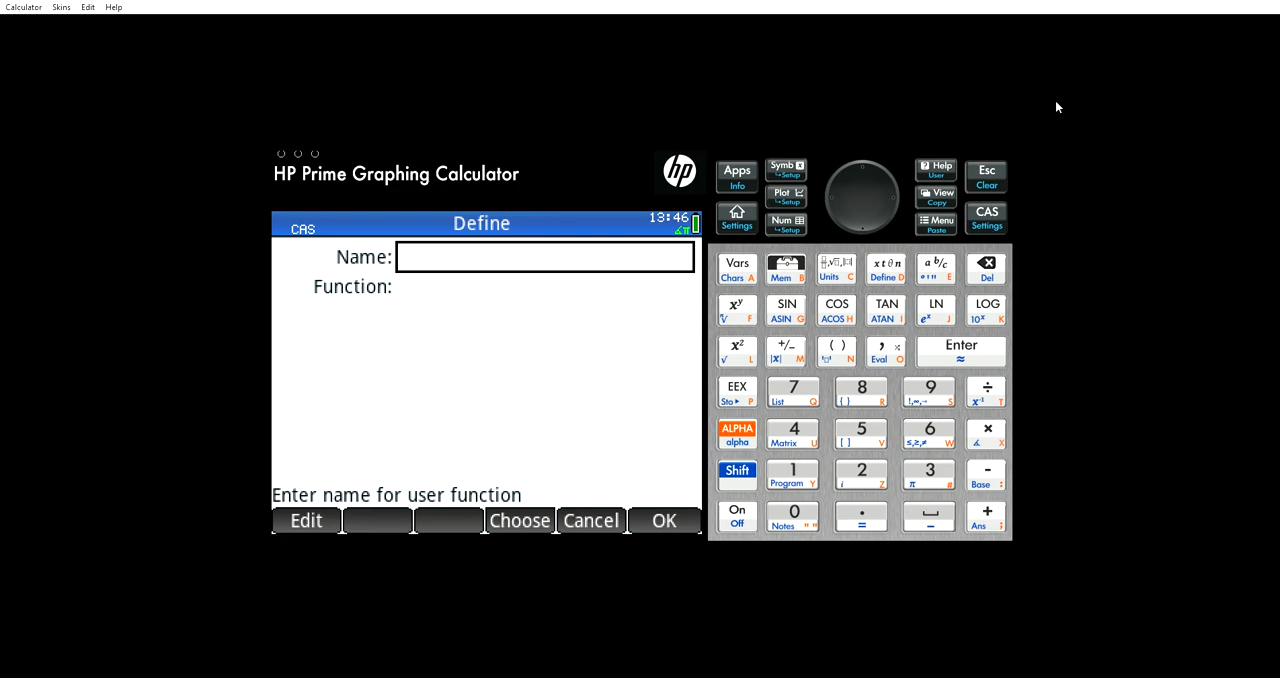 Calculator Skins Edit Help
HP Prime Graphing Calculator
hp
CAS Define 13:46 ∡π
Name:
Function:
Enter name for user function
Edit Choose Cancel OK
Apps Info
Symb Setup
Help User
Esc Clear
Plot Setup
View Copy
Settings
Num Setup
Menu Paste
CAS Settings
Vars Chars A
Mem B
Units C
x t θ n Define D
a b/c E
Del
xʸ F
SIN ASIN G
COS ACOS H
TAN ATAN I
LN eˣ J
LOG 10ˣ K
x² √ L
+/− |x| M
( ) N
, Eval O
Enter ≈
EEX Sto ▸ P
7 List Q
8 { } R
9 !,∞,→ S
÷ x⁻¹ T
ALPHA alpha
4 Matrix U
5 [ ] V
6 ≤,≥,≠ W
× ∡ X
Shift
1 Program Y
2 i Z
3 π #
- Base :
On Off
0 Notes " "
. =
_
+ Ans ;